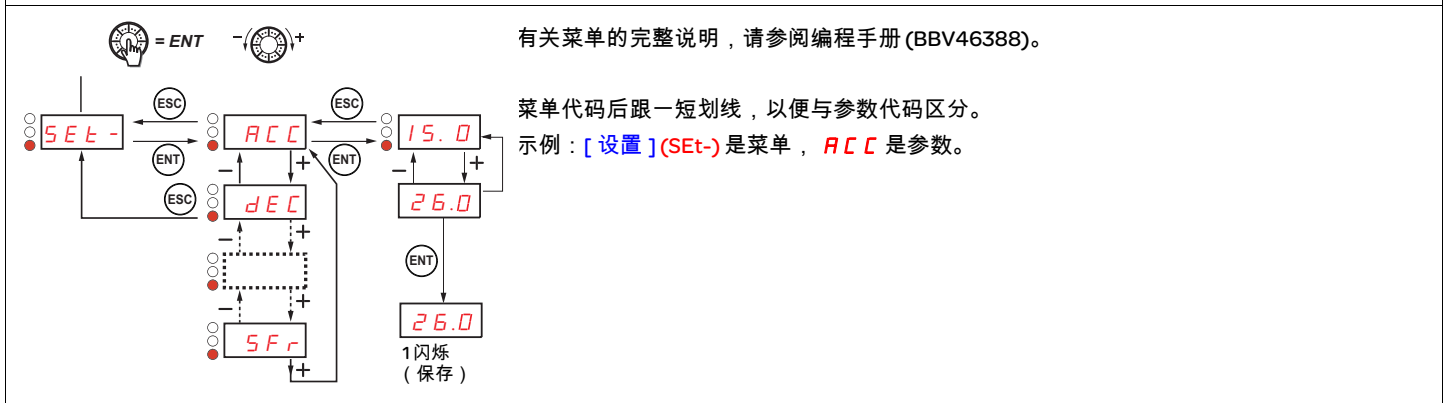 = ENT
- +
有关菜单的完整说明，请参阅编程手册(BBV46388)。
菜单代码后跟一短划线，以便与参数代码区分。
示例：[ 设置 ](SEt-) 是菜单， ACC 是参数。
ESC
ESC
SEt-
ACC
15.0
ENT
ENT
- +
- +
ESC
dEC
26.0
- +
ENT
- +
SFr
26.0
+
1闪烁
（保存）